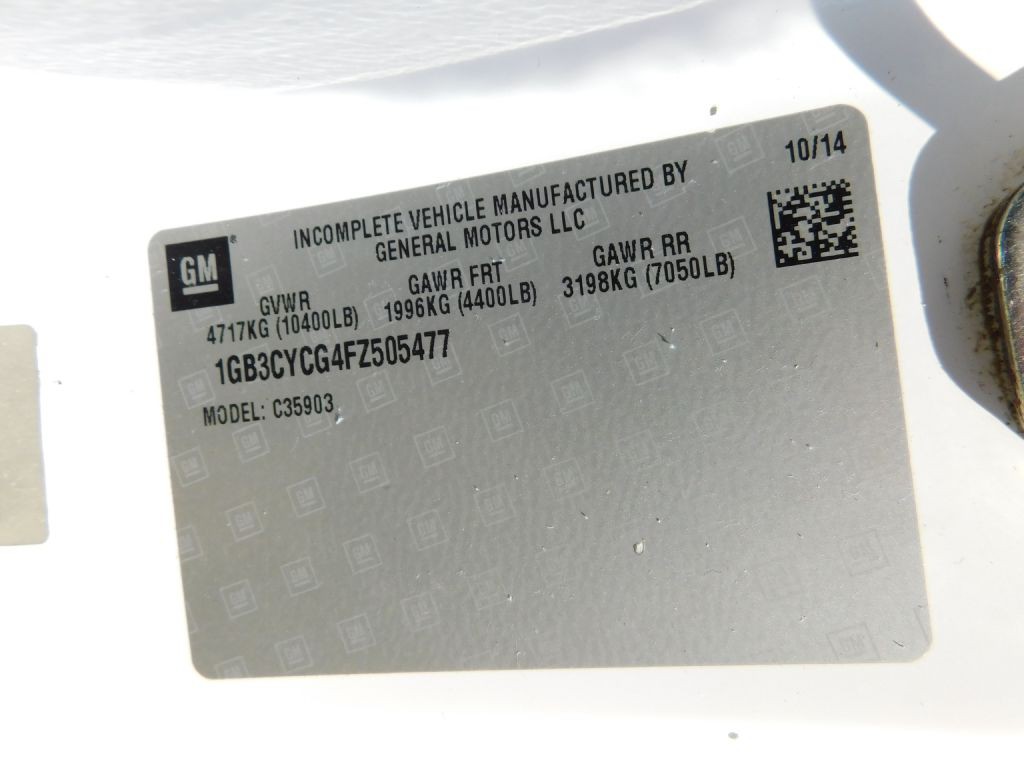 10/14
INCOMPLETE VEHICLE MANUFACTURED BY
GENERAL MOTORS LLC
GM
GVWR GAWR FRT GAWR RR
4717KG (10400LB) 1996KG (4400LB) 3198KG (7050LB)
1GB3CYCG4FZ505477
MODEL: C35903